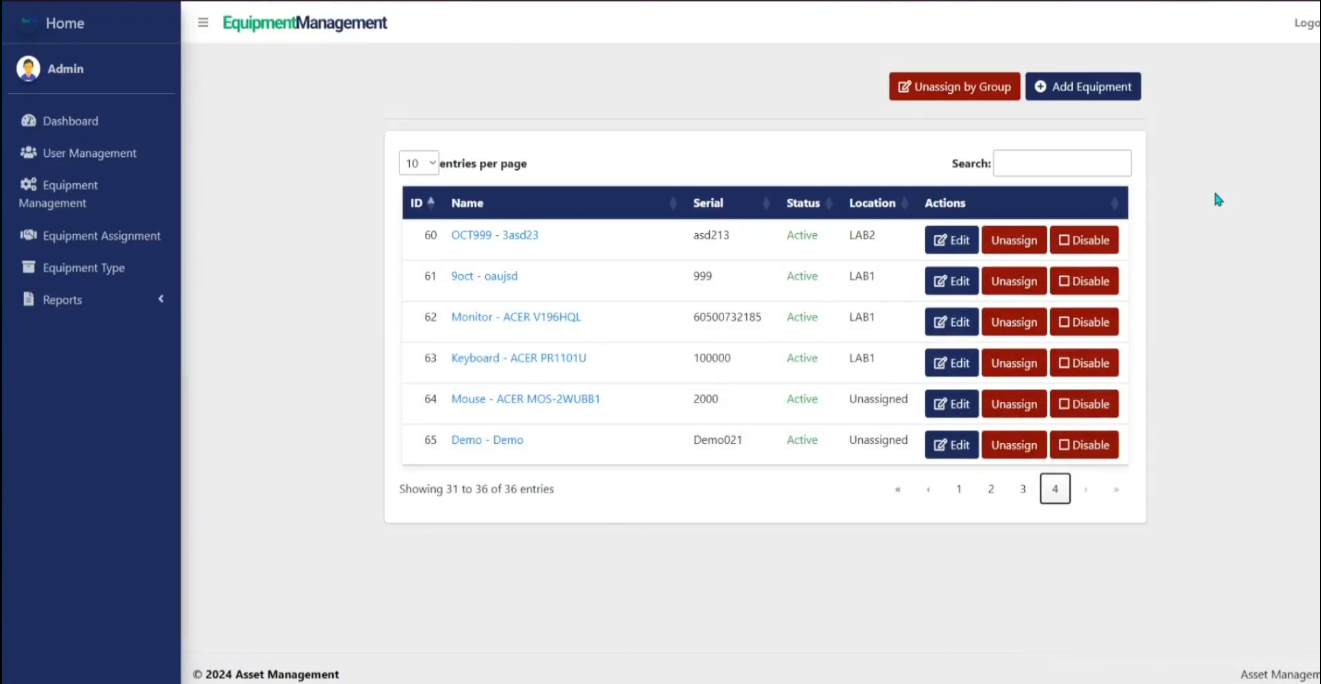 Home
EquipmentManagement
Admin
Unassign by Group
Add Equipment
Dashboard
User Management
Equipment
Management
Equipment Assignment
Equipment Type
Reports
10 entries per page
Search:
ID Name Serial Status Location Actions
60 OCT999 - 3asd23 asd213 Active LAB2 Edit Unassign Disable
61 9oct - oaujsd 999 Active LAB1 Edit Unassign Disable
62 Monitor - ACER V196HQL 60500732185 Active LAB1 Edit Unassign Disable
63 Keyboard - ACER PR1101U 100000 Active LAB1 Edit Unassign Disable
64 Mouse - ACER MOS-2WUBB1 2000 Active Unassigned Edit Unassign Disable
65 Demo - Demo Demo021 Active Unassigned Edit Unassign Disable
Showing 31 to 36 of 36 entries
« ‹ 1 2 3 4 › »
© 2024 Asset Management
Asset